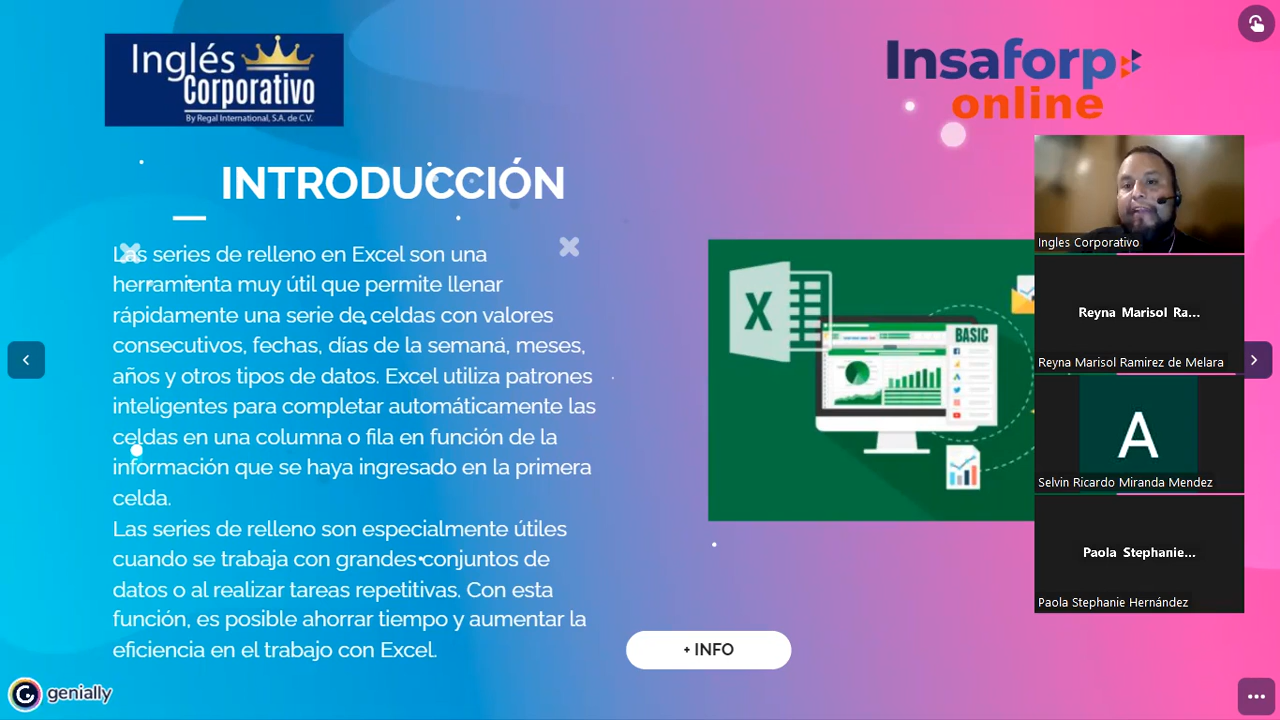 Inglés
Corporativo
By Regal International, S.A. de C.V.
Insaforp
online
INTRODUCCIÓN
Las series de relleno en Excel son una
herramienta muy útil que permite llenar
rápidamente una serie de celdas con valores
consecutivos, fechas, días de la semana, meses,
años y otros tipos de datos. Excel utiliza patrones
inteligentes para completar automáticamente las
celdas en una columna o fila en función de la
información que se haya ingresado en la primera
celda.
Las series de relleno son especialmente útiles
cuando se trabaja con grandes conjuntos de
datos o al realizar tareas repetitivas. Con esta
función, es posible ahorrar tiempo y aumentar la
eficiencia en el trabajo con Excel.
X
BASIC
+ INFO
Ingles Corporativo
Reyna Marisol Ra...
Reyna Marisol Ramirez de Melara
A
Selvin Ricardo Miranda Mendez
Paola Stephanie...
Paola Stephanie Hernández
genially